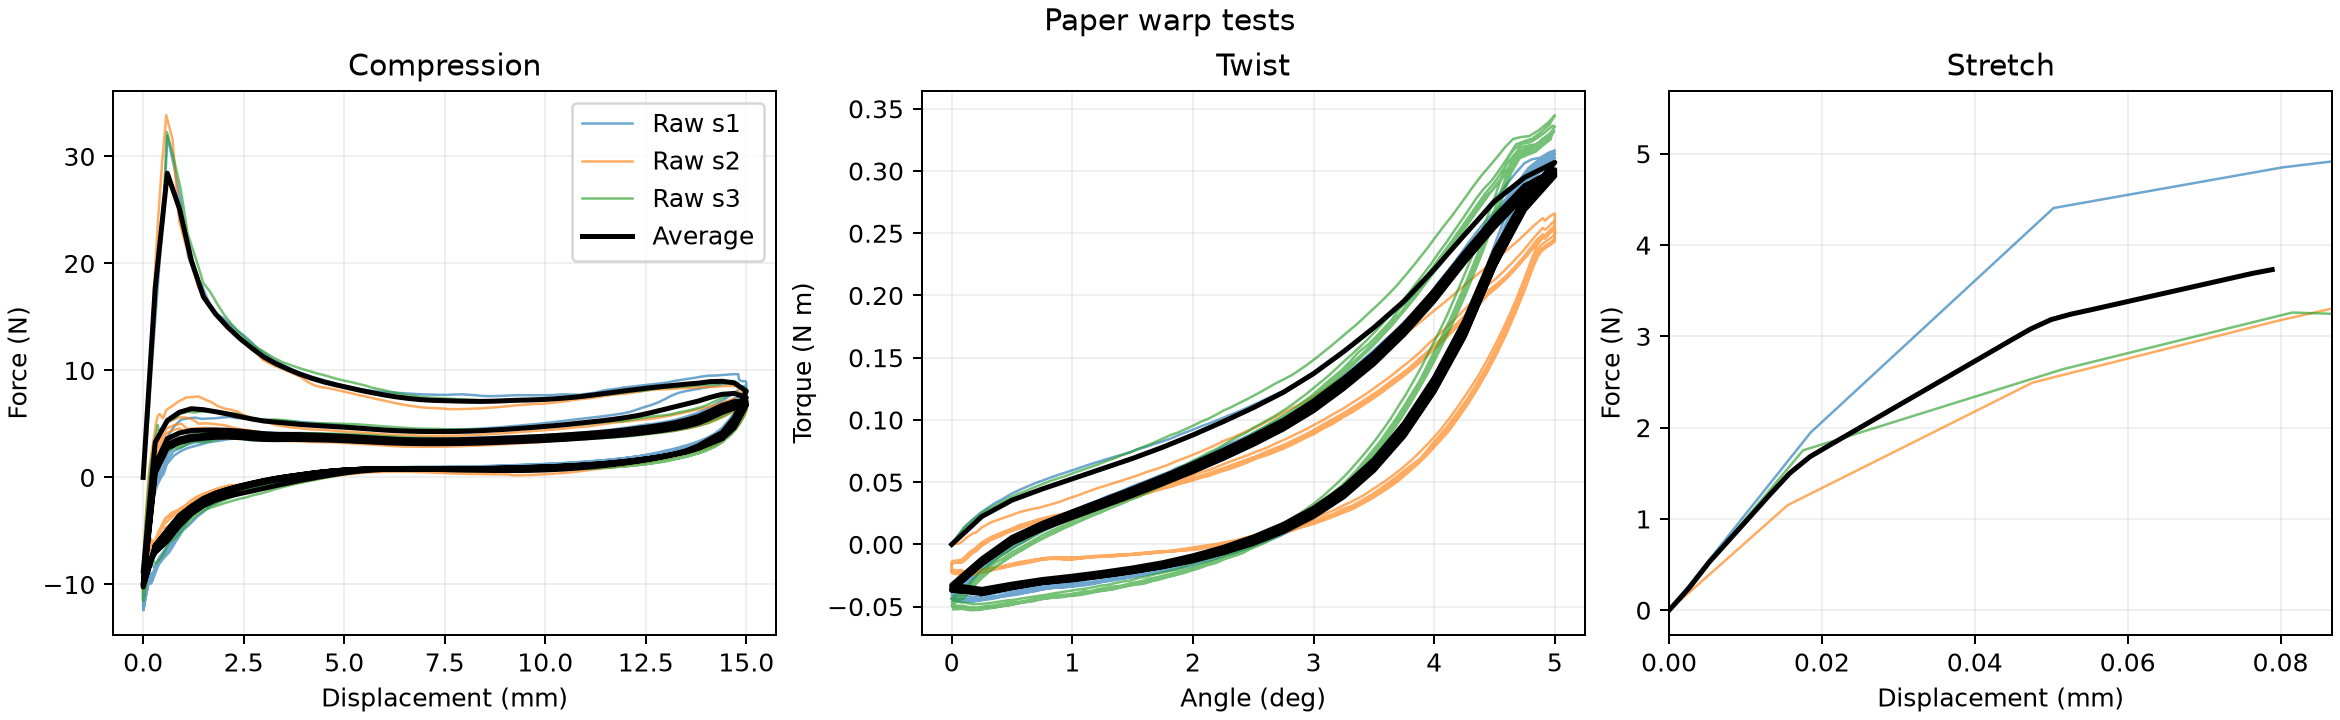 Paper warp tests
Compression
Force (N)
30
20
10
0
−10
0.0 2.5 5.0 7.5 10.0 12.5 15.0
Displacement (mm)
Raw s1
Raw s2
Raw s3
Average
Twist
Torque (N m)
0.35
0.30
0.25
0.20
0.15
0.10
0.05
0.00
−0.05
0 1 2 3 4 5
Angle (deg)
Stretch
Force (N)
5
4
3
2
1
0
0.00 0.02 0.04 0.06 0.08
Displacement (mm)